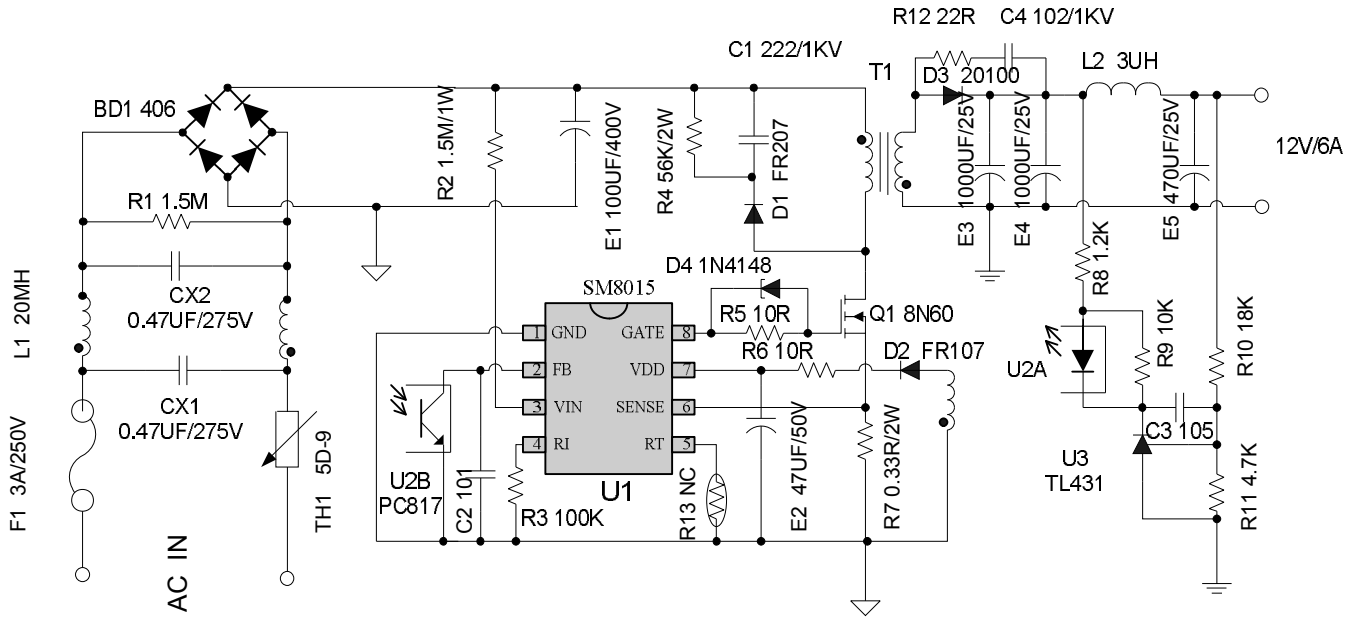 R12 22R
C4 102/1KV
C1 222/1KV
T1
D3 20100
L2 3UH
BD1 406
R2 1.5M/1W
E1 100UF/400V
R4 56K/2W
D1 FR207
E3 1000UF/25V
E4 1000UF/25V
E5 470UF/25V
12V/6A
R1 1.5M
CX2
0.47UF/275V
L1 20MH
CX1
0.47UF/275V
F1 3A/250V
TH1 5D-9
AC IN
D4 1N4148
R5 10R
Q1 8N60
R6 10R
D2 FR107
SM8015
1 GND
GATE 8
2 FB
VDD 7
3 VIN
SENSE 6
4 RI
RT 5
U1
U2B
PC817
C2 101
R3 100K
R13 NC
E2 47UF/50V
R7 0.33R/2W
R8 1.2K
U2A
R9 10K
R10 18K
C3 105
U3
TL431
R11 4.7K